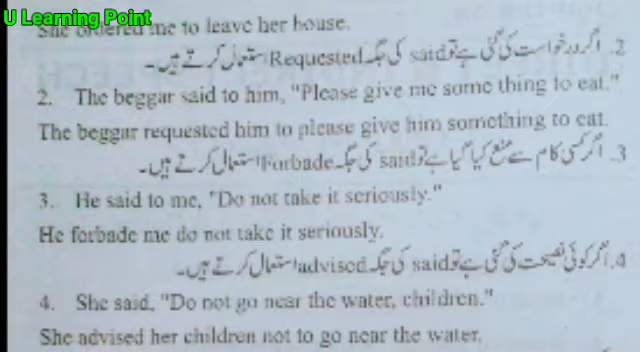 U Learning Point
She ordered me to leave her house.
2. اگر درخواست کی گئی ہے تو said کی جگہ Requested استعمال کرتے ہیں۔
2. The beggar said to him, "Please give me some thing to eat."
The beggar requested him to please give him something to eat.
3. اگر کسی کام سے منع کیا گیا ہے تو said کی جگہ Forbade استعمال کرتے ہیں۔
3. He said to me, "Do not take it seriously."
He forbade me do not take it seriously.
4. اگر کوئی نصیحت کی گئی ہے تو said کی جگہ advised استعمال کرتے ہیں۔
4. She said, "Do not go near the water, children."
She advised her children not to go near the water.